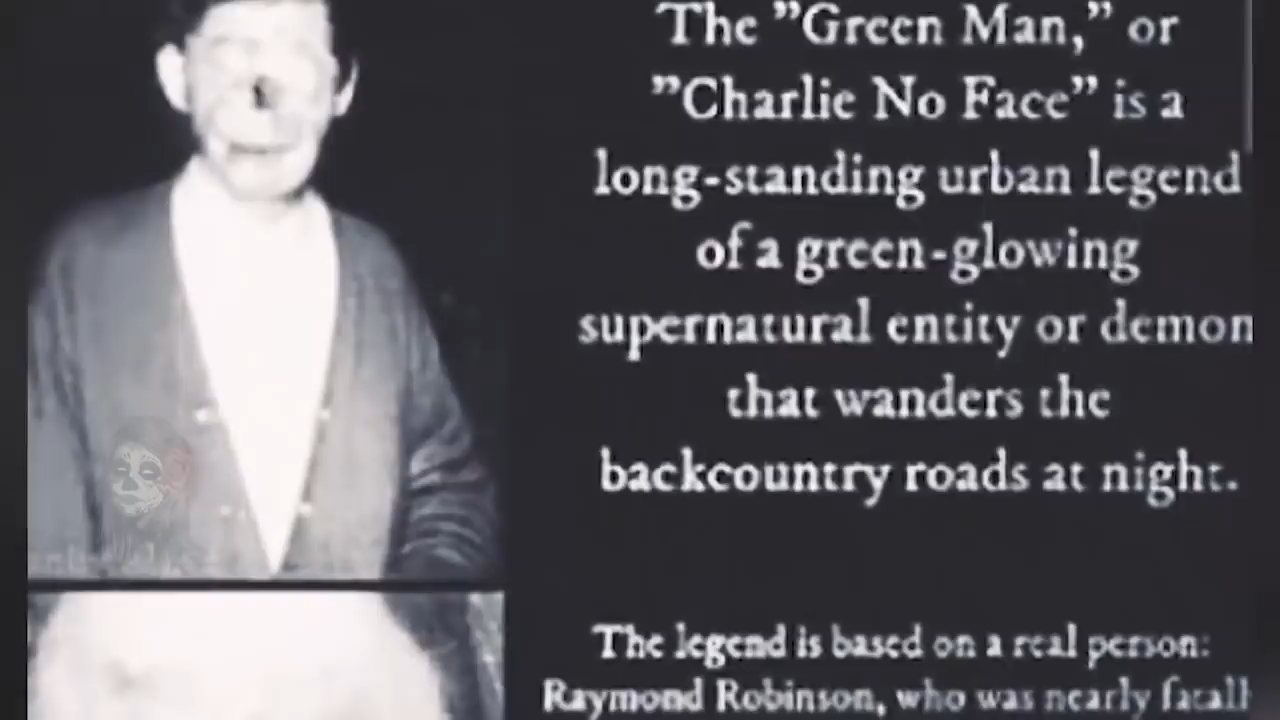 The ”Green Man,” or
”Charlie No Face” is a
long-standing urban legend
of a green-glowing
supernatural entity or demon
that wanders the
backcountry roads at night.
The legend is based on a real person:
Raymond Robinson, who was nearly